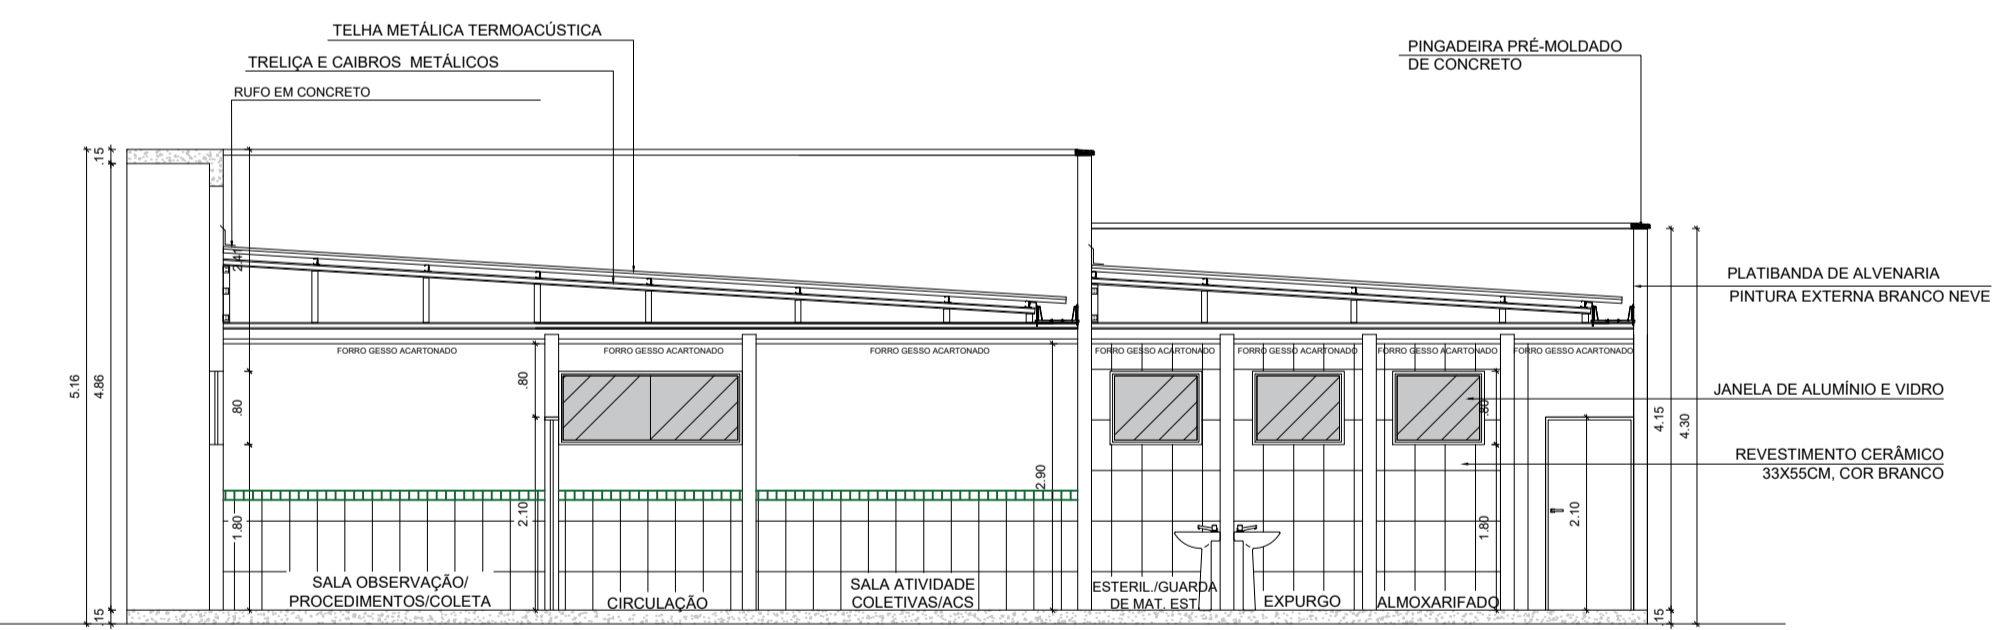 TELHA METÁLICA TERMOACÚSTICA
TRELIÇA E CAIBROS METÁLICOS
RUFO EM CONCRETO
PINGADEIRA PRÉ-MOLDADO
DE CONCRETO
PLATIBANDA DE ALVENARIA
PINTURA EXTERNA BRANCO NEVE
JANELA DE ALUMÍNIO E VIDRO
REVESTIMENTO CERÂMICO
33X55CM, COR BRANCO
5.16
.15
4.86
.15
2.41
.80
1.80
FORRO GESSO ACARTONADO
FORRO GESSO ACARTONADO
FORRO GESSO ACARTONADO
FORRO GESSO ACARTONADO
FORRO GESSO ACARTONADO
FORRO GESSO ACARTONADO
FORRO GESSO ACARTONADO
.80
2.10
2.90
.80
1.80
2.10
4.15
4.30
.15
SALA OBSERVAÇÃO/
PROCEDIMENTOS/COLETA
CIRCULAÇÃO
SALA ATIVIDADE
COLETIVAS/ACS
ESTERIL./GUARDA
DE MAT. EST.
EXPURGO
ALMOXARIFADO